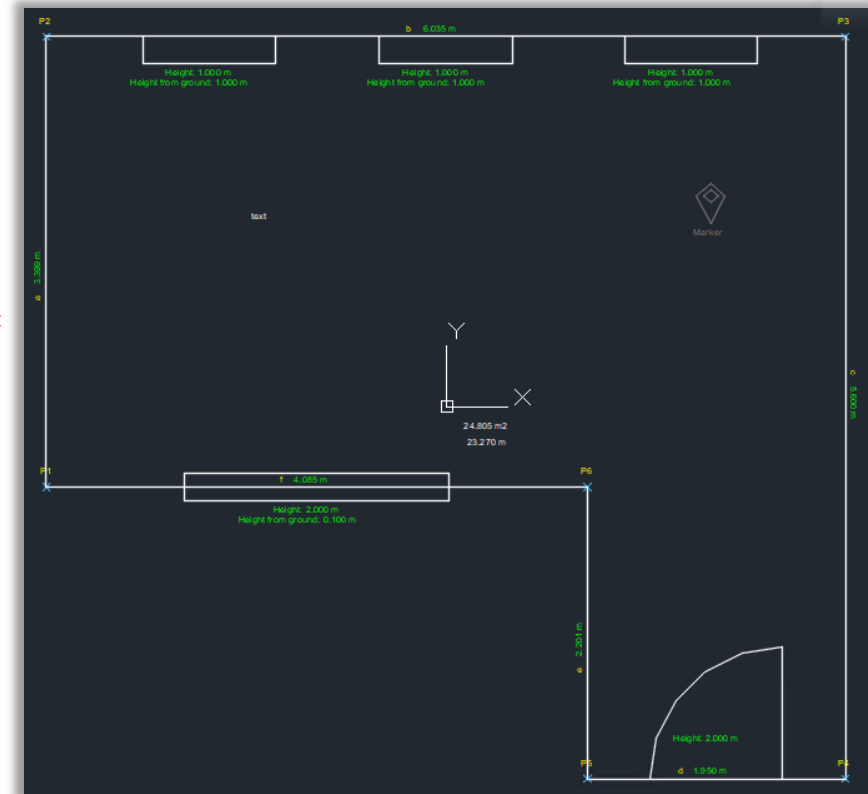 P2
P3
b 6.035 m
Height: 1.000 m
Height from ground: 1.000 m
Height: 1.000 m
Height from ground: 1.000 m
Height: 1.000 m
Height from ground: 1.000 m
text
Marker
a 3.399 m
Y
X
c 5.600 m
24.805 m2
23.270 m
P1
f 4.085 m
P6
Height: 2.000 m
Height from ground: 0.100 m
e 2.201 m
Height: 2.000 m
P5
d 1.950 m
P4